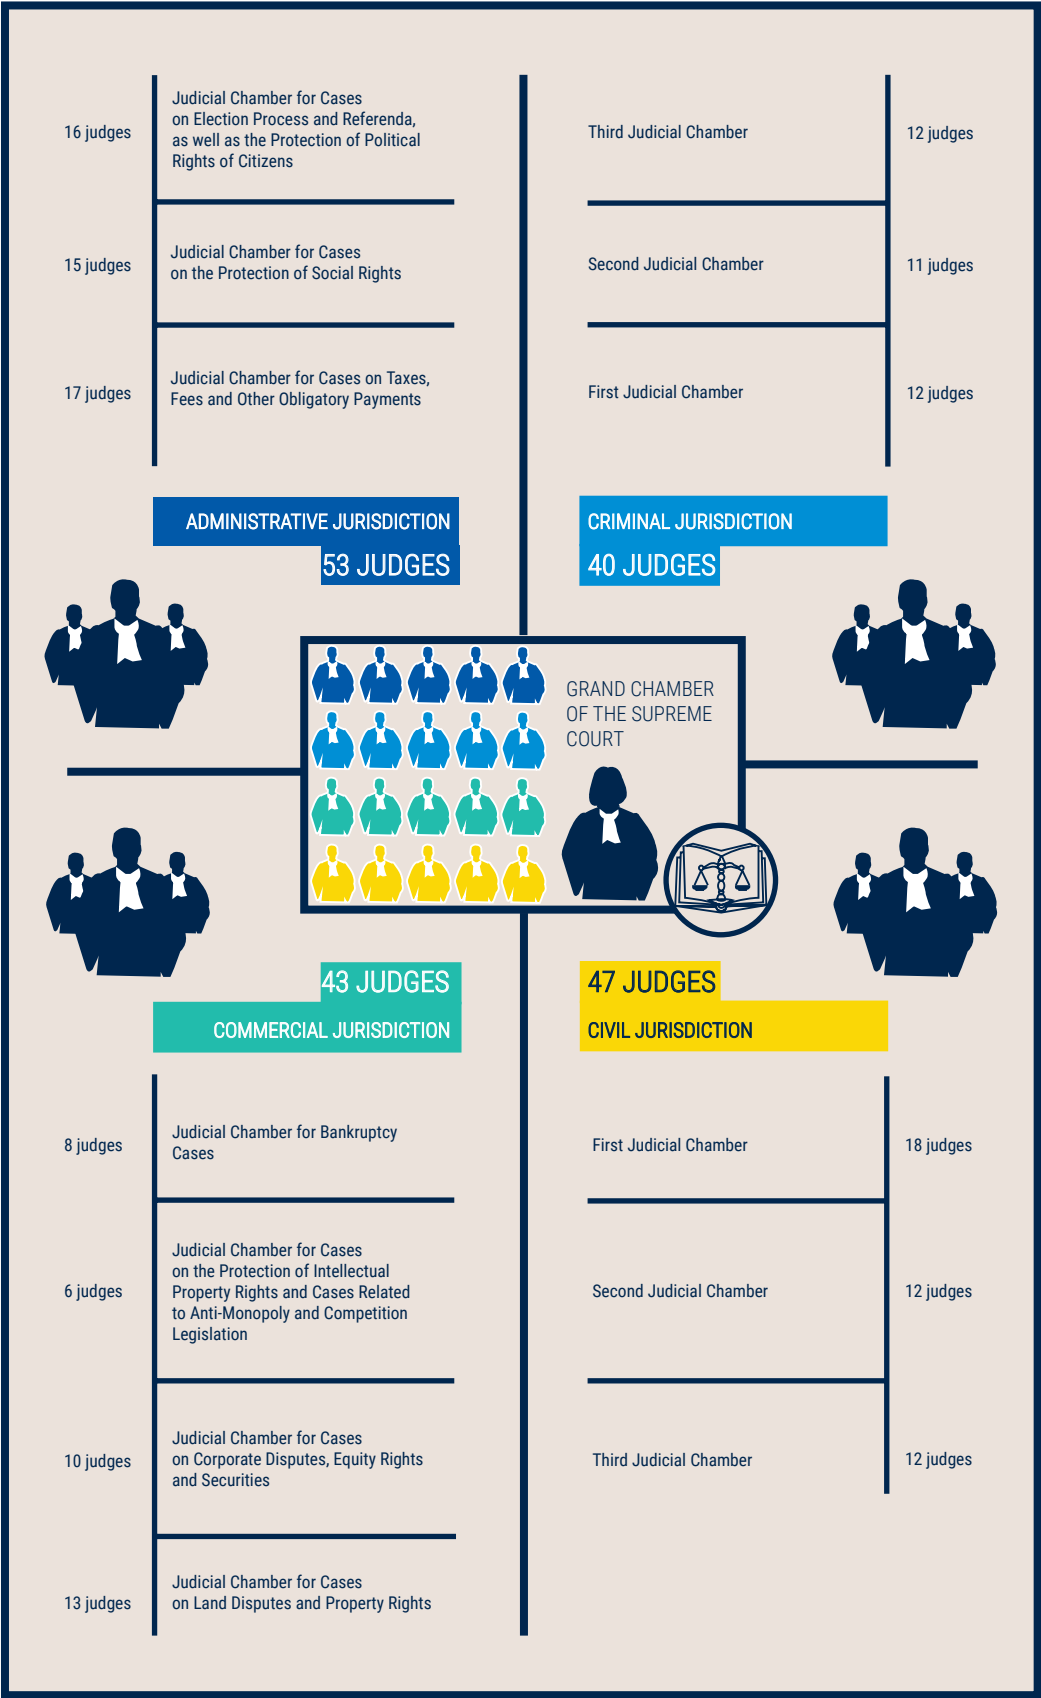 16 judges
Judicial Chamber for Cases
on Election Process and Referenda,
as well as the Protection of Political
Rights of Citizens
15 judges
Judicial Chamber for Cases
on the Protection of Social Rights
17 judges
Judicial Chamber for Cases on Taxes,
Fees and Other Obligatory Payments
ADMINISTRATIVE JURISDICTION
53 JUDGES
Third Judicial Chamber
12 judges
Second Judicial Chamber
11 judges
First Judicial Chamber
12 judges
CRIMINAL JURISDICTION
40 JUDGES
GRAND CHAMBER
OF THE SUPREME
COURT
43 JUDGES
COMMERCIAL JURISDICTION
8 judges
Judicial Chamber for Bankruptcy
Cases
6 judges
Judicial Chamber for Cases
on the Protection of Intellectual
Property Rights and Cases Related
to Anti-Monopoly and Competition
Legislation
10 judges
Judicial Chamber for Cases
on Corporate Disputes, Equity Rights
and Securities
13 judges
Judicial Chamber for Cases
on Land Disputes and Property Rights
47 JUDGES
CIVIL JURISDICTION
First Judicial Chamber
18 judges
Second Judicial Chamber
12 judges
Third Judicial Chamber
12 judges